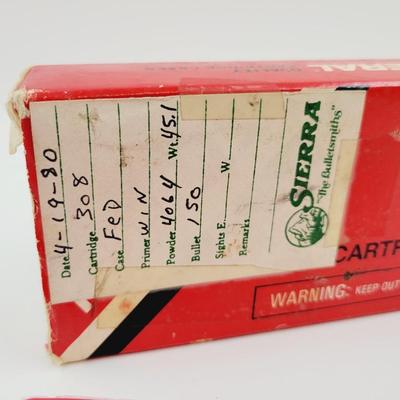 ERAL
Date 4-19-80
Cartridge 308
Case FeD
Primer WIN
Powder 4064 Wt. 45.1
Bullet 150
Sights E. W
Remarks
SIERRA
"The Bulletsmiths"
CARTR
WARNING: KEEP OUT